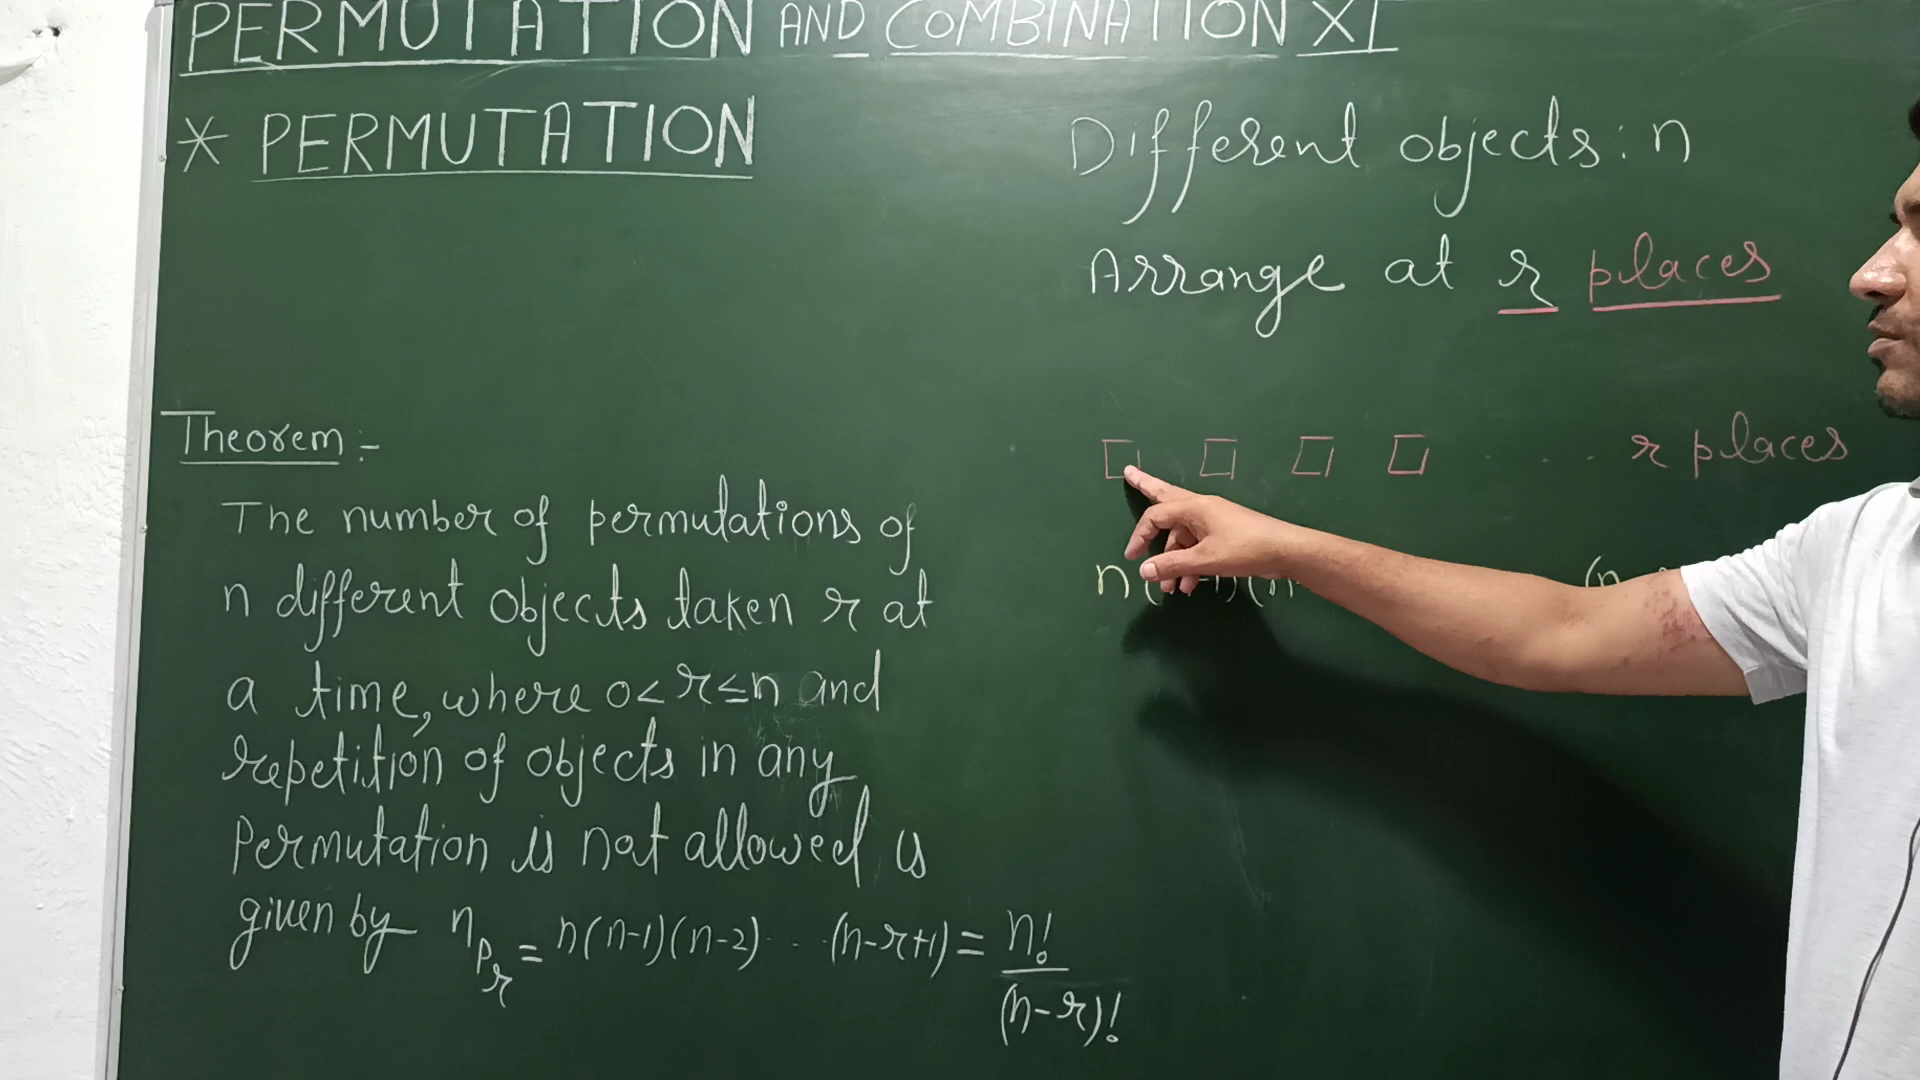 PERMUTATION AND COMBINATION XI
* PERMUTATION
Theorem:-
The number of permutations of
n different objects taken r at
a time, where 0<r≤n and
repetition of objects in any
Permutation is not allowed is
given by nPr = n(n-1)(n-2)...(n-r+1) = n!/(n-r)!
Different objects: n
Arrange at r places
□ □ □ □ .... r places
n